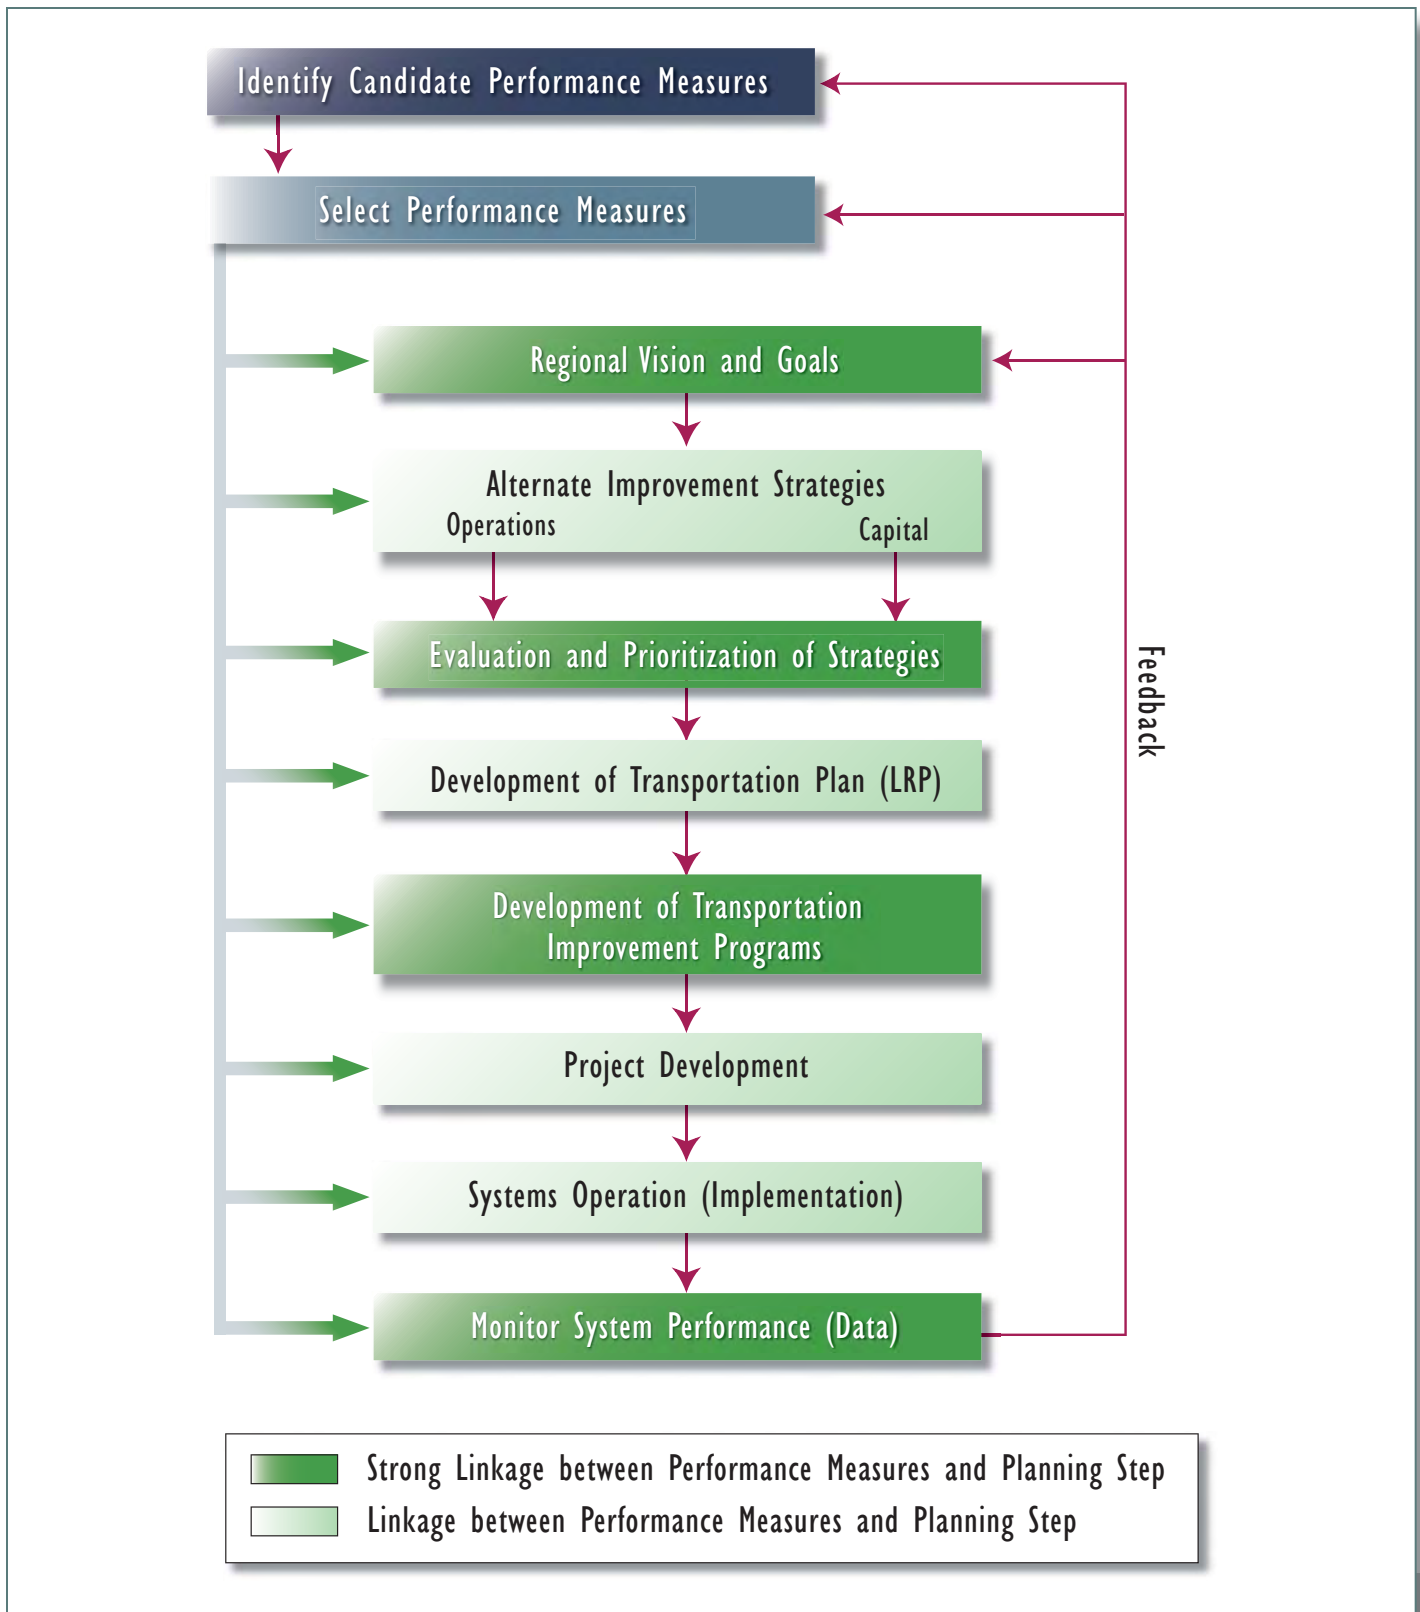 Identify Candidate Performance Measures
Select Performance Measures
Regional Vision and Goals
Alternate Improvement Strategies
Operations
Capital
Evaluation and Prioritization of Strategies
Development of Transportation Plan (LRP)
Development of Transportation
Improvement Programs
Project Development
Systems Operation (Implementation)
Monitor System Performance (Data)
Feedback
Strong Linkage between Performance Measures and Planning Step
Linkage between Performance Measures and Planning Step